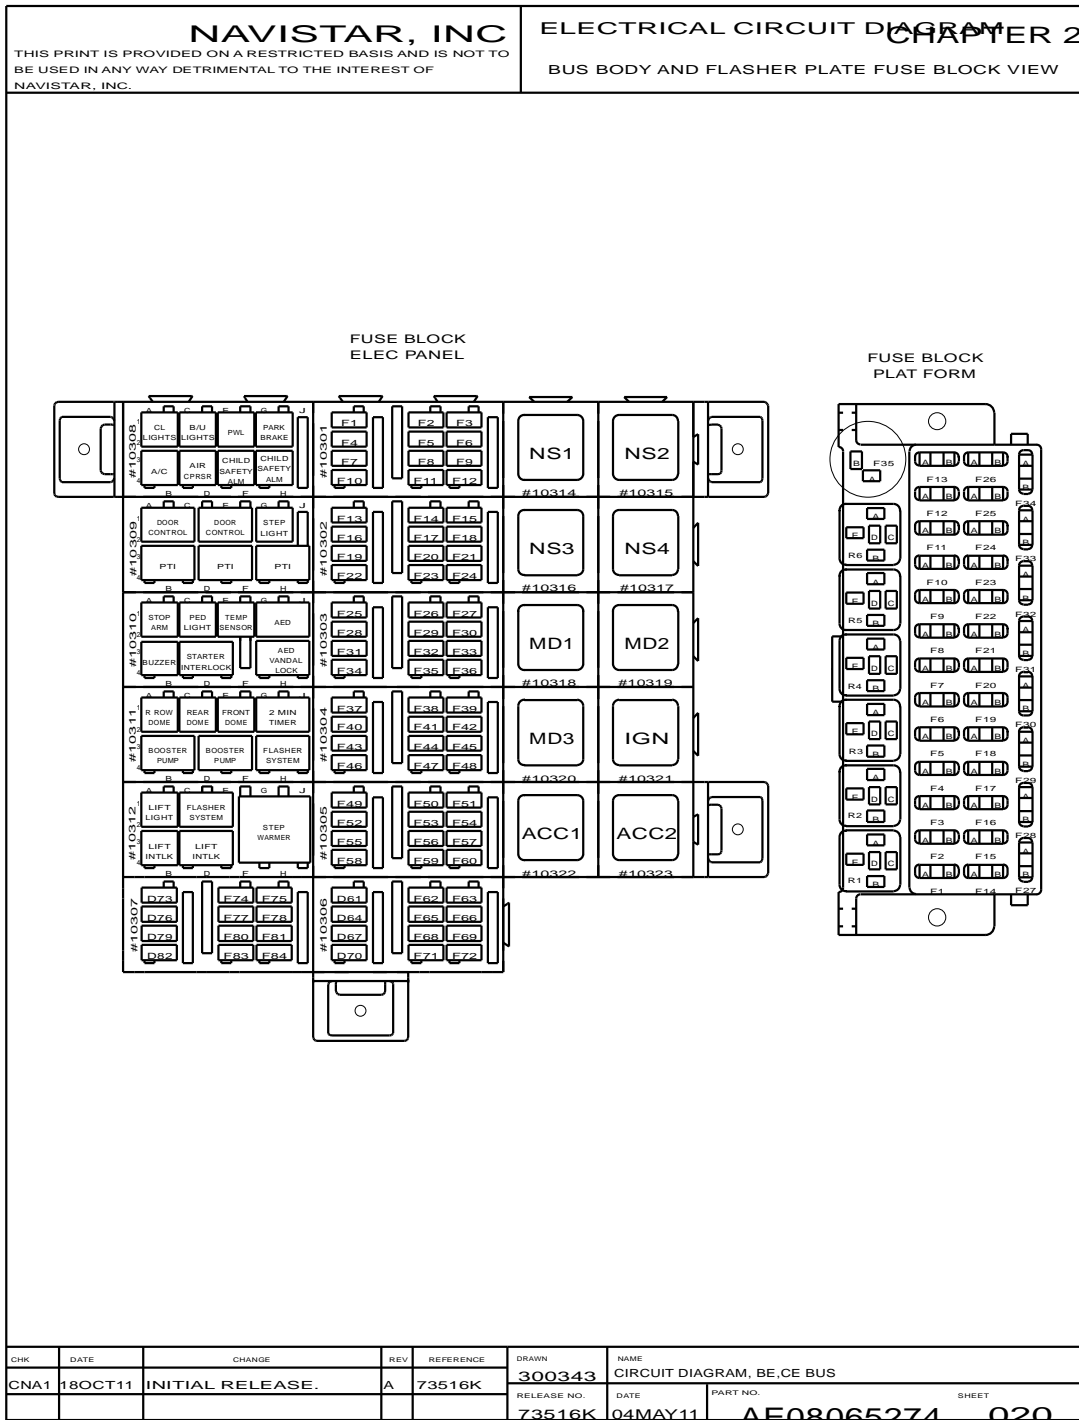 NAVISTAR, INC
THIS PRINT IS PROVIDED ON A RESTRICTED BASIS AND IS NOT TO
BE USED IN ANY WAY DETRIMENTAL TO THE INTEREST OF
NAVISTAR, INC.
ELECTRICAL CIRCUIT DIAGRAM
CHAPTER 2
BUS BODY AND FLASHER PLATE FUSE BLOCK VIEW
FUSE BLOCK
ELEC PANEL
FUSE BLOCK
PLAT FORM
#10308
A C E G J
CL LIGHTS
B/U LIGHTS
PWL
PARK BRAKE
A/C
AIR CPRSR
CHILD SAFETY ALM
CHILD SAFETY ALM
B D F H
#10301
F1 F2 F3
F4 F5 F6
F7 F8 F9
F10 F11 F12
NS1 NS2
#10314 #10315
#10309
DOOR CONTROL
DOOR CONTROL
STEP LIGHT
PTI PTI PTI
B D F H
#10302
F13 F14 F15
F16 F17 F18
F19 F20 F21
F22 F23 F24
NS3 NS4
#10316 #10317
#10310
A C E G J
STOP ARM
PED LIGHT
TEMP SENSOR
AED
BUZZER
STARTER INTERLOCK
AED VANDAL LOCK
B D F H
#10303
F25 F26 F27
F28 F29 F30
F31 F32 F33
F34 F35 F36
MD1 MD2
#10318 #10319
#10311
A C E G J
R ROW DOME
REAR DOME
FRONT DOME
2 MIN TIMER
BOOSTER PUMP
BOOSTER PUMP
FLASHER SYSTEM
B D F H
#10304
F37 F38 F39
F40 F41 F42
F43 F44 F45
F46 F47 F48
MD3 IGN
#10320 #10321
#10312
A C E G J
LIFT LIGHT
FLASHER SYSTEM
STEP WARMER
LIFT INTLK
LIFT INTLK
B D F H
#10305
F49 F50 F51
F52 F53 F54
F55 F56 F57
F58 F59 F60
ACC1 ACC2
#10322 #10323
#10307
D73 F74 F75
D76 F77 F78
D79 F80 F81
D82 F83 F84
#10306
D61 F62 F63
D64 F65 F66
D67 F68 F69
D70 F71 F72
B F35 A
F13 F26 F34
F12 F25
R6
F11 F24 F33
F10 F23
R5
F9 F22 F32
F8 F21 F31
R4
F7 F20
F6 F19 F30
R3
F5 F18
F4 F17 F29
R2
F3 F16 F28
F2 F15
R1
F1 F14 F27
CHK DATE CHANGE REV REFERENCE
CNA1 18OCT11 INITIAL RELEASE. A 73516K
DRAWN
300343
NAME
CIRCUIT DIAGRAM, BE,CE BUS
RELEASE NO. DATE PART NO. SHEET
73516K 04MAY11 AE08065274 020